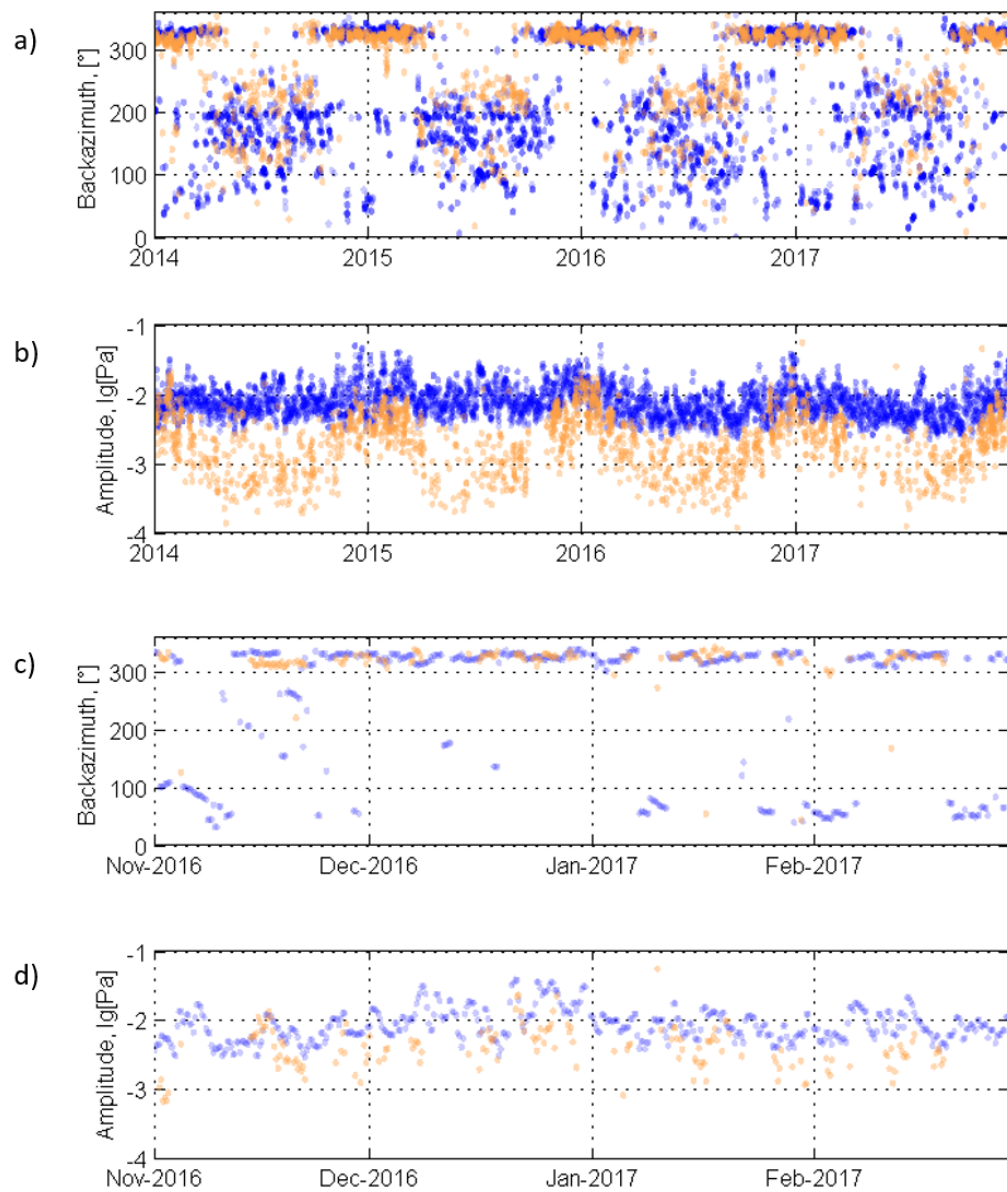 a)
Backazimuth, [°]
300
200
100
0
2014
2015
2016
2017
b)
Amplitude, lg[Pa]
-1
-2
-3
-4
2014
2015
2016
2017
c)
Backazimuth, [°]
300
200
100
0
Nov-2016
Dec-2016
Jan-2017
Feb-2017
d)
Amplitude, lg[Pa]
-1
-2
-3
-4
Nov-2016
Dec-2016
Jan-2017
Feb-2017